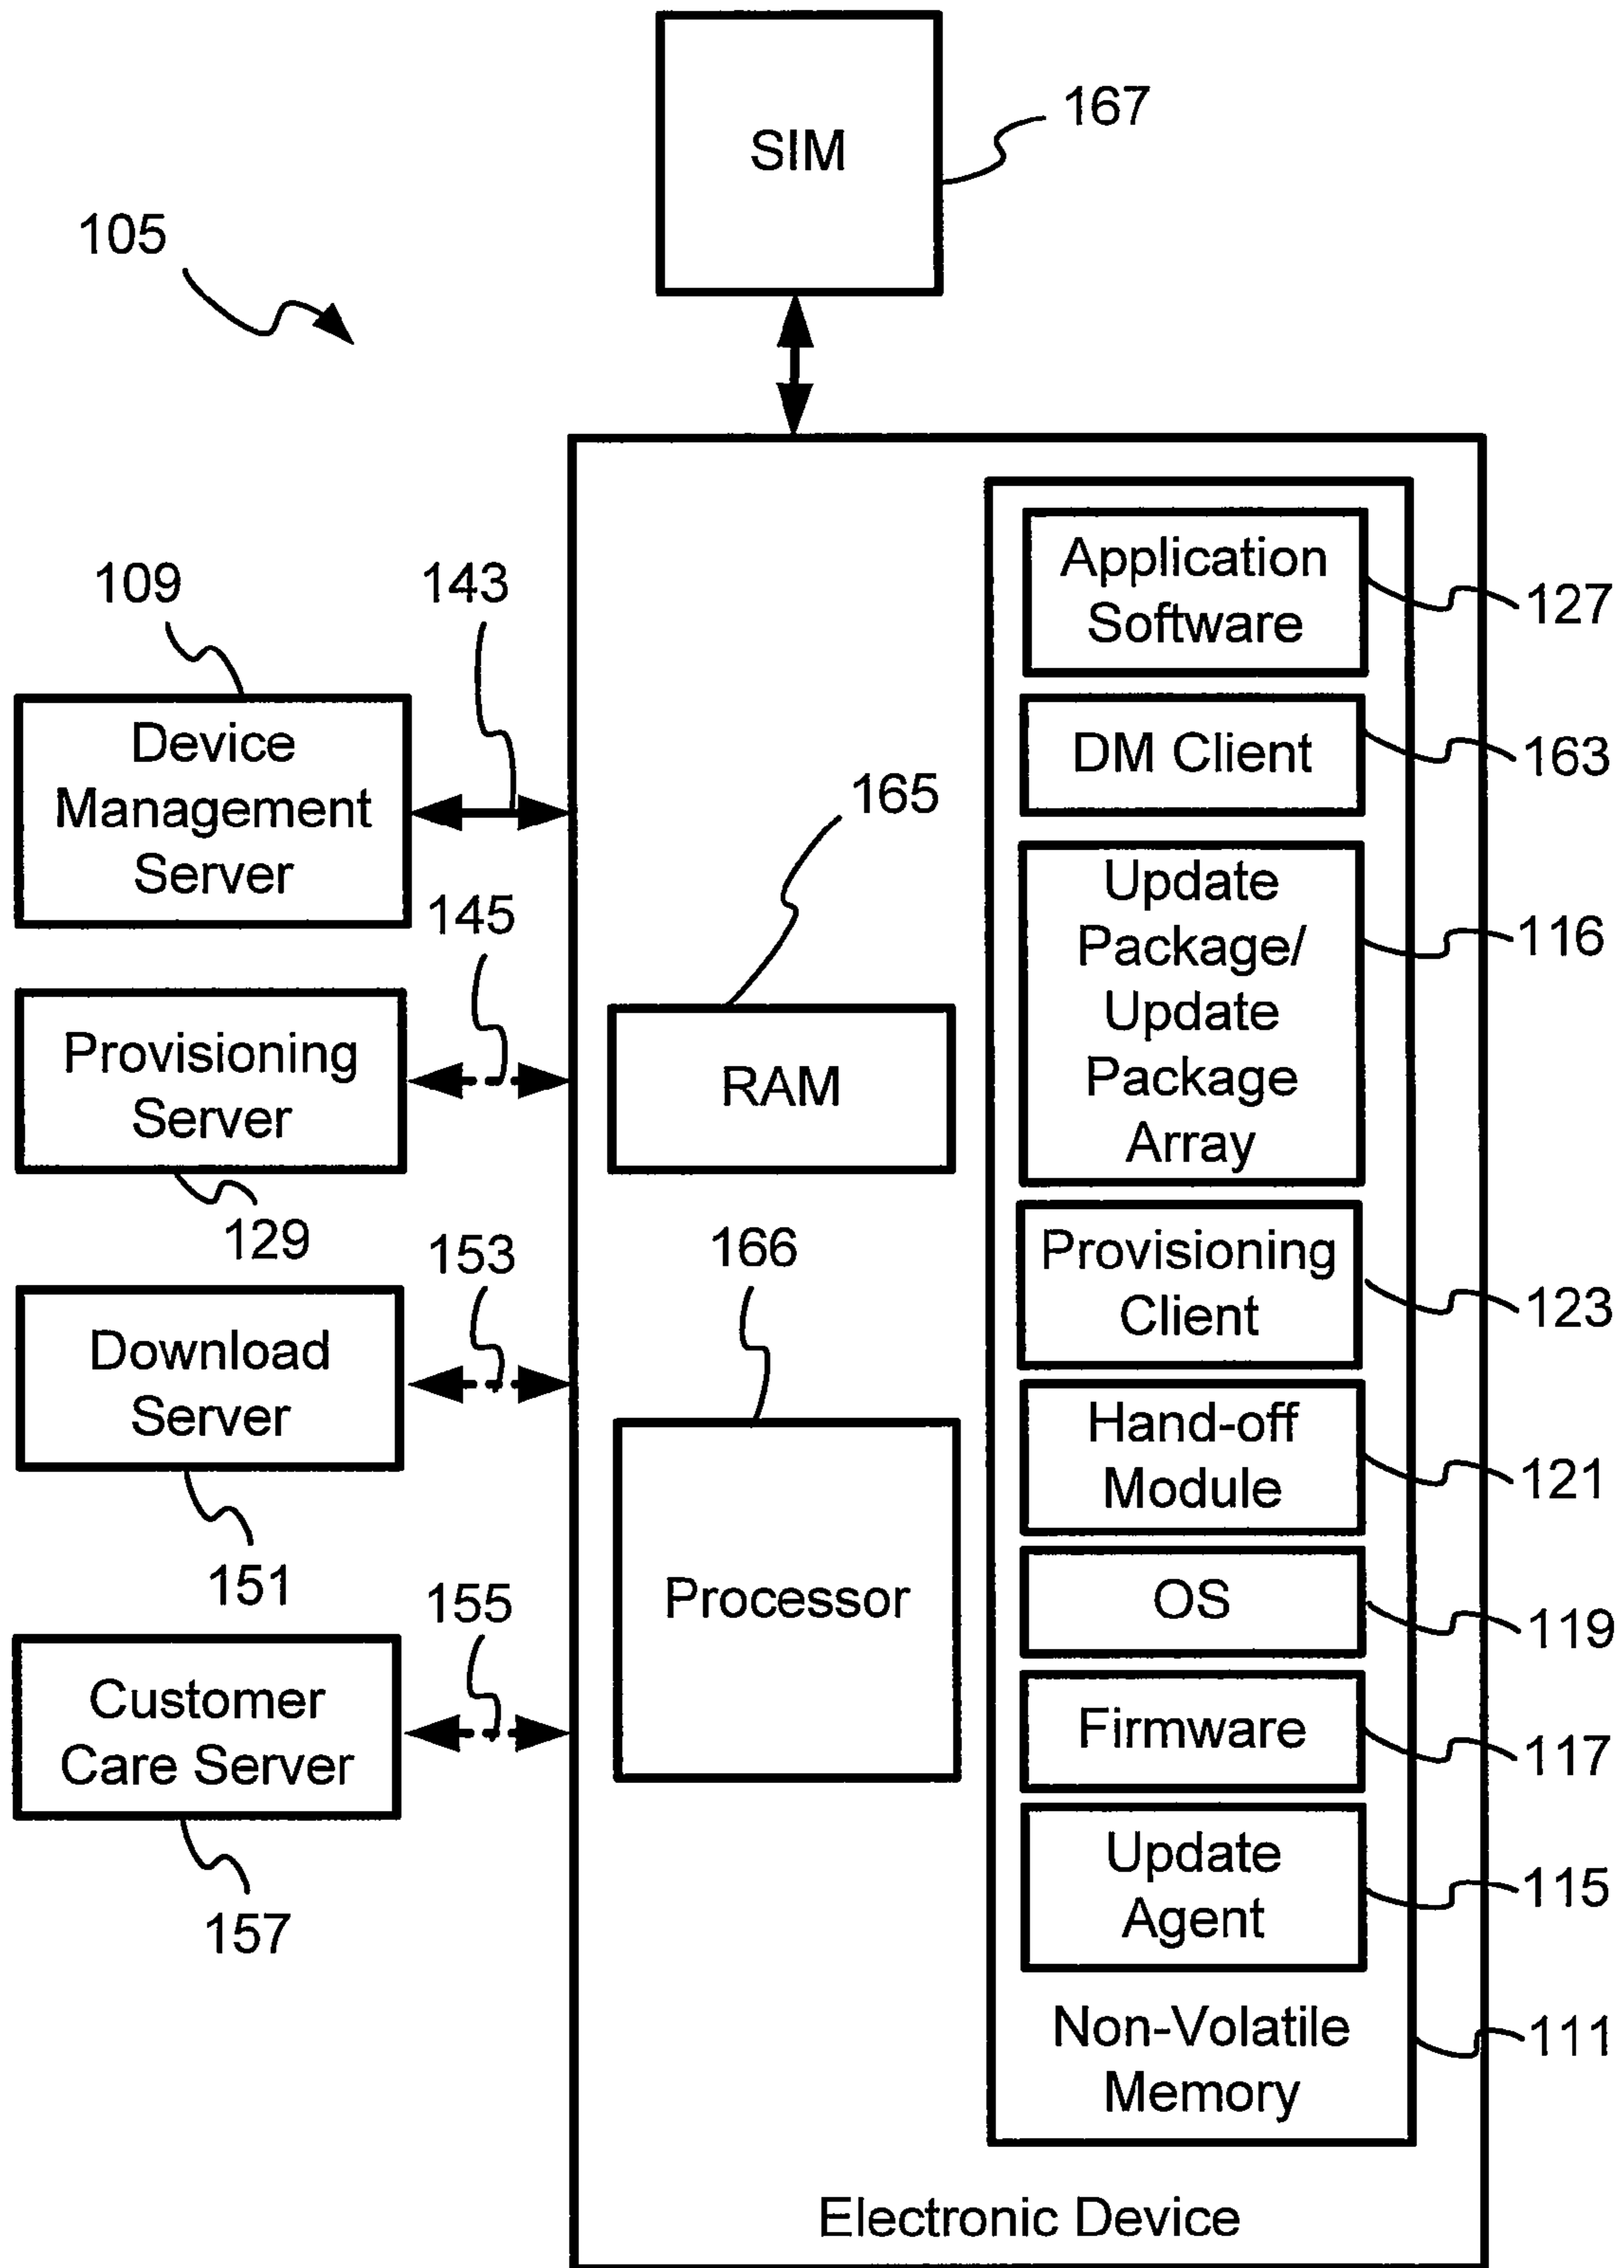 SIM
167
105
109
143
Device
Management
Server
145
Provisioning
Server
129
153
Download
Server
151
155
Customer
Care Server
157
165
RAM
166
Processor
Application
Software
127
DM Client
163
Update
Package/
Update
Package
Array
116
Provisioning
Client
123
Hand-off
Module
121
OS
119
Firmware
117
Update
Agent
115
Non-Volatile
Memory
111
Electronic Device